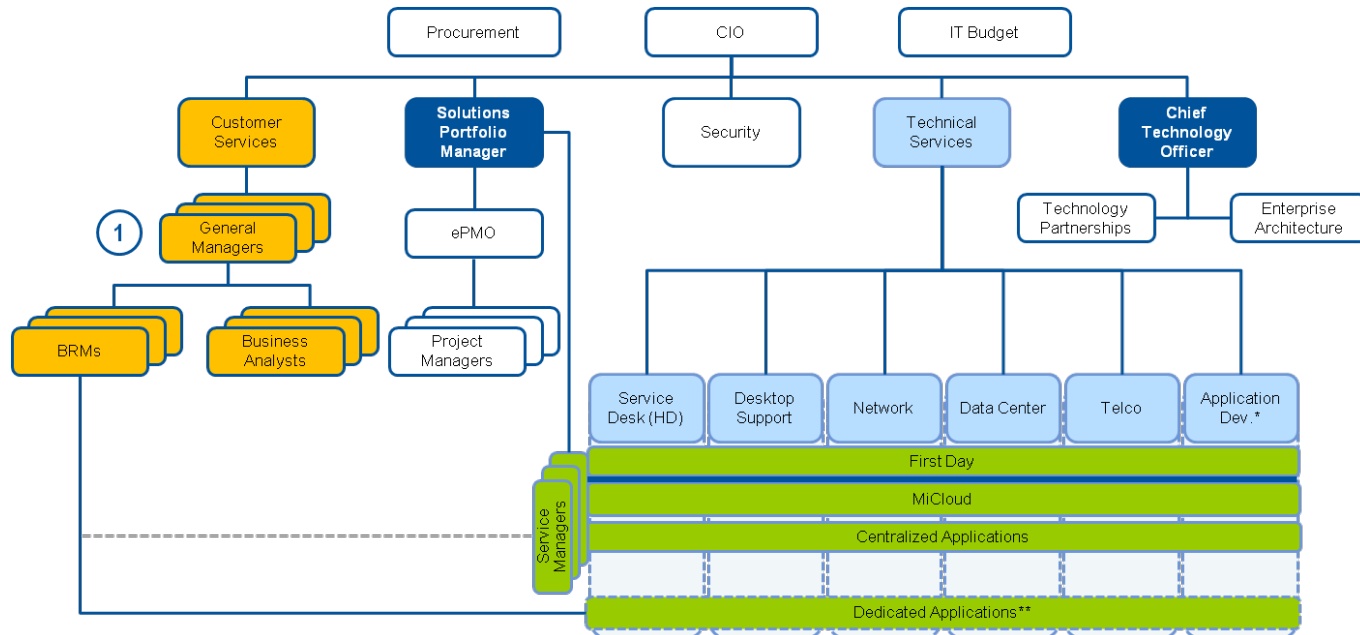 Procurement
CIO
IT Budget
Customer
Services
Solutions
Portfolio
Manager
Security
Technical
Services
Chief
Technology
Officer
1
General
Managers
ePMO
Technology
Partnerships
Enterprise
Architecture
BRMs
Business
Analysts
Project
Managers
Service
Desk (HD)
Desktop
Support
Network
Data Center
Telco
Application
Dev.*
Service
Managers
First Day
MiCloud
Centralized Applications
Dedicated Applications**